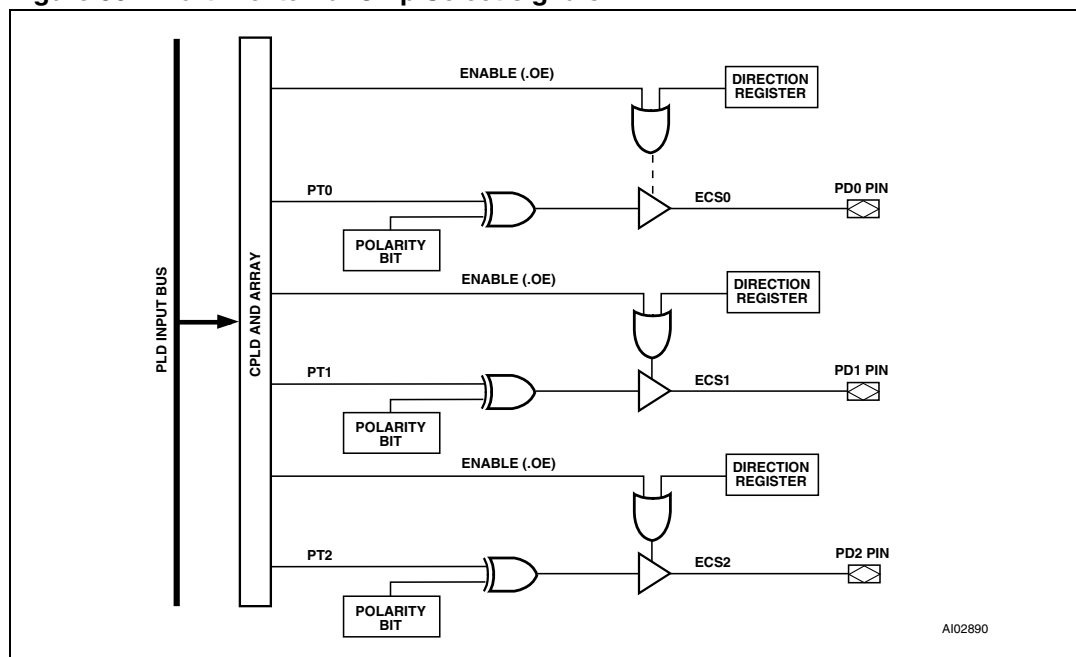 ENABLE (.OE)
DIRECTION
REGISTER
PT0
ECS0
PD0 PIN
POLARITY
BIT
ENABLE (.OE)
DIRECTION
REGISTER
PLD INPUT BUS
CPLD AND ARRAY
PT1
ECS1
PD1 PIN
POLARITY
BIT
ENABLE (.OE)
DIRECTION
REGISTER
PT2
ECS2
PD2 PIN
POLARITY
BIT
AI02890